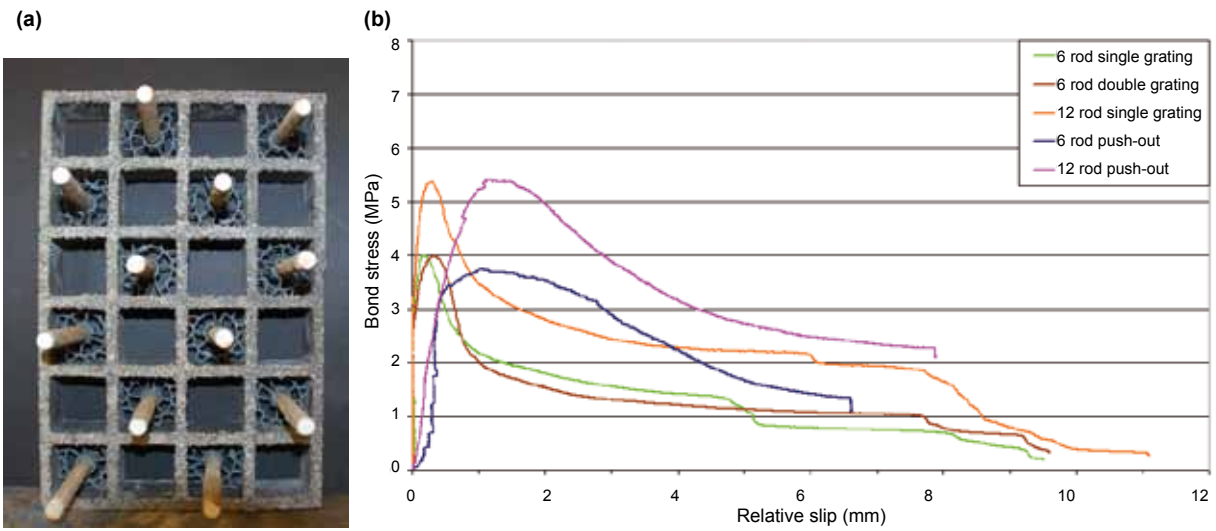 (a)
(b)
8
7
6
5
4
3
2
1
0
Bond stress (MPa)
6 rod single grating
6 rod double grating
12 rod single grating
6 rod push-out
12 rod push-out
0 2 4 6 8 10 12
Relative slip (mm)